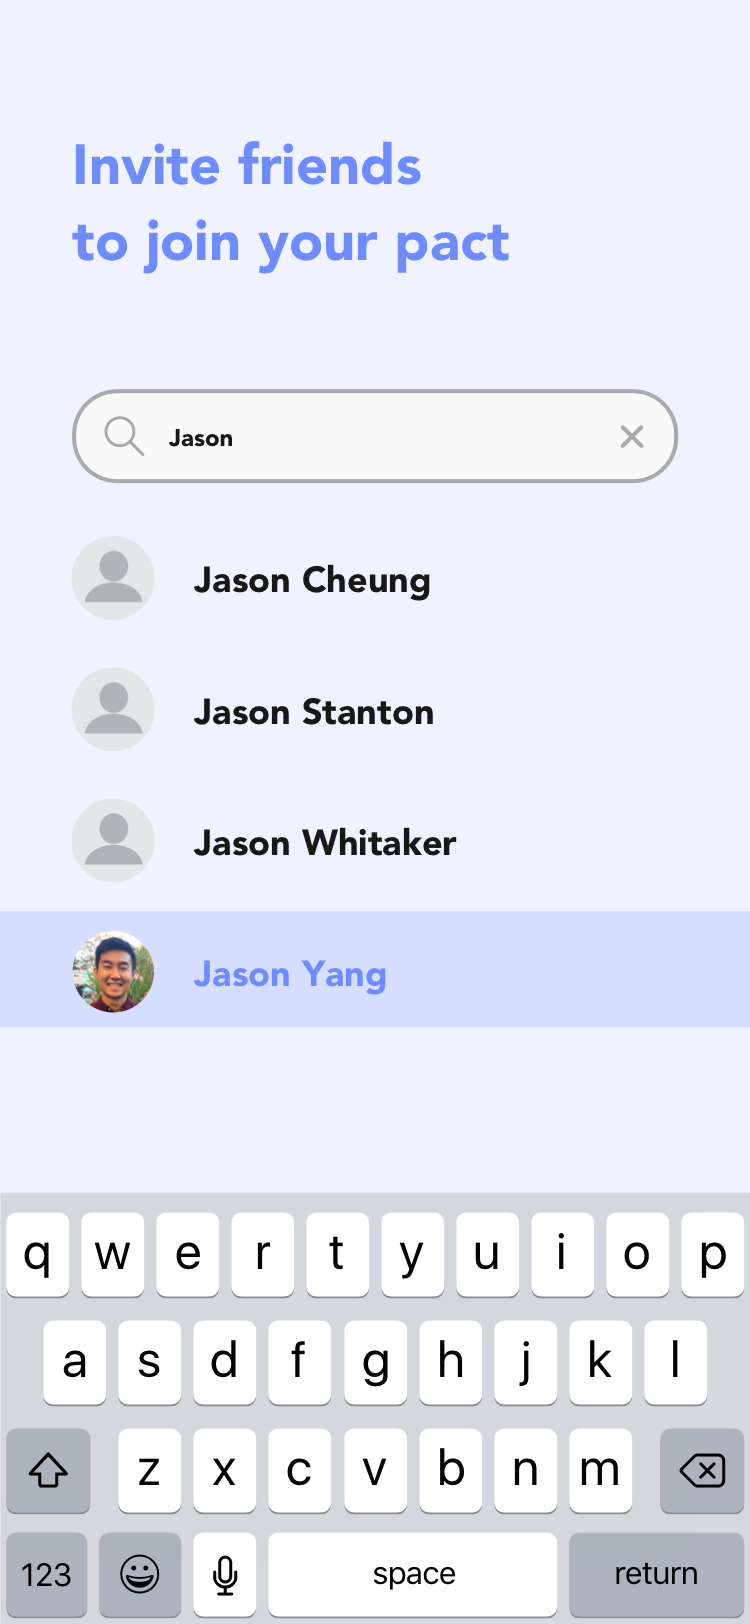 Invite friends
to join your pact
Jason
Jason Cheung
Jason Stanton
Jason Whitaker
Jason Yang
q w e r t y u i o p
a s d f g h j k l
z x c v b n m
123 space return